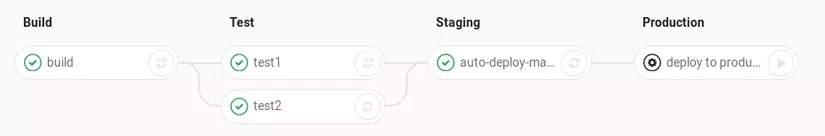 Build
build
Test
test1
test2
Staging
auto-deploy-ma...
Production
deploy to produ...